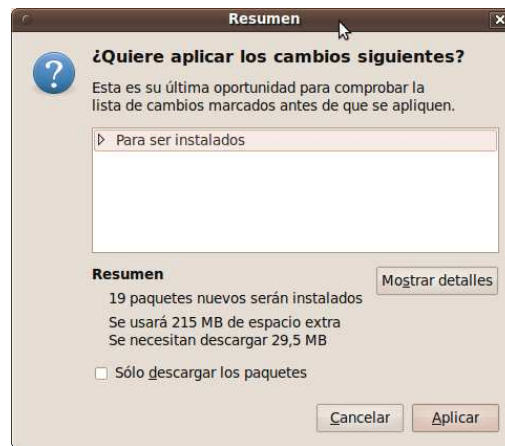 Resumen
¿Quiere aplicar los cambios siguientes?
Esta es su última oportunidad para comprobar la
lista de cambios marcados antes de que se apliquen.
Para ser instalados
Resumen
Mostrar detalles
19 paquetes nuevos serán instalados
Se usará 215 MB de espacio extra
Se necesitan descargar 29,5 MB
Sólo descargar los paquetes
Cancelar
Aplicar